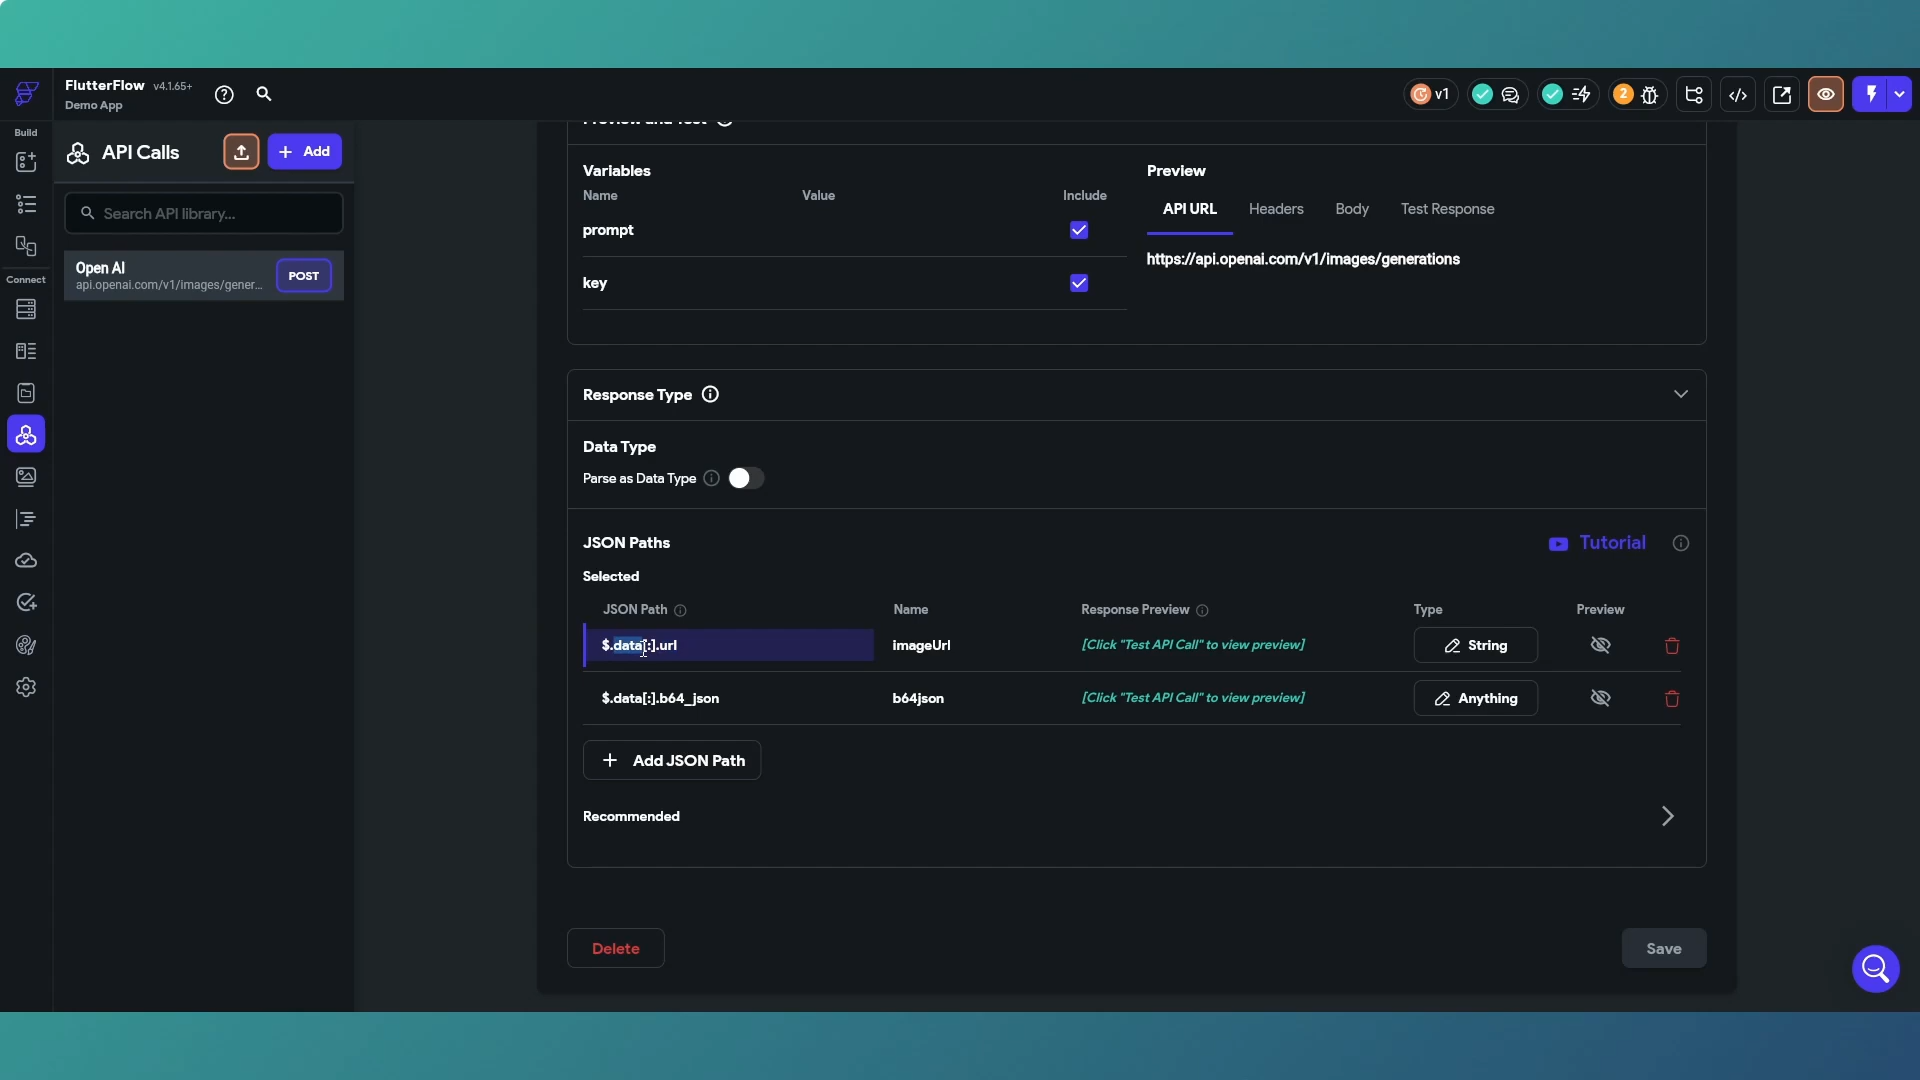 FlutterFlow v4.1.65+
Demo App
v1
2
Build
API Calls
Add
Search API library...
Open AI
api.openai.com/v1/images/gener...
POST
Connect
Preview and Test
Variables
Name Value Include
prompt
key
Preview
API URL Headers Body Test Response
https://api.openai.com/v1/images/generations
Response Type
Data Type
Parse as Data Type
JSON Paths
Tutorial
Selected
JSON Path Name Response Preview Type Preview
$.data[:].url imageUrl [Click "Test API Call" to view preview] String
$.data[:].b64_json b64json [Click "Test API Call" to view preview] Anything
Add JSON Path
Recommended
Delete
Save